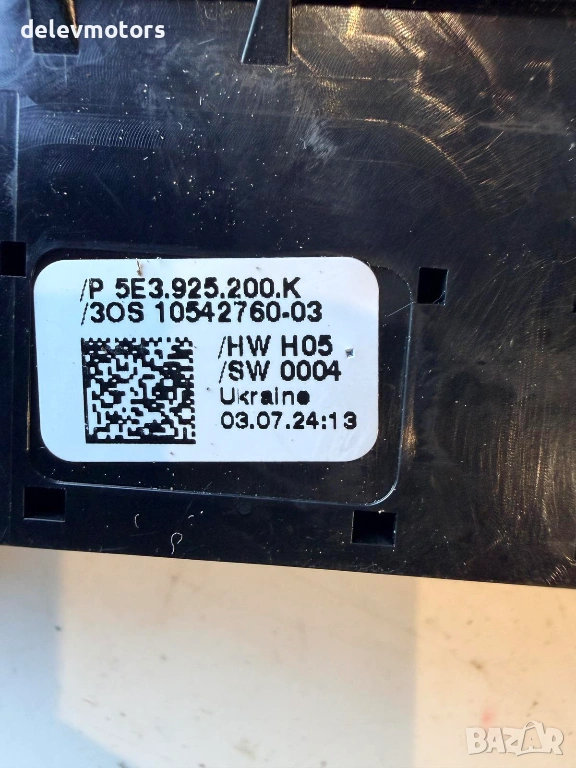 delevmotors
/P 5E3.925.200.K
/3OS 10542760-03
/HW H05
/SW 0004
Ukraine
03.07.24:13
BAZAR